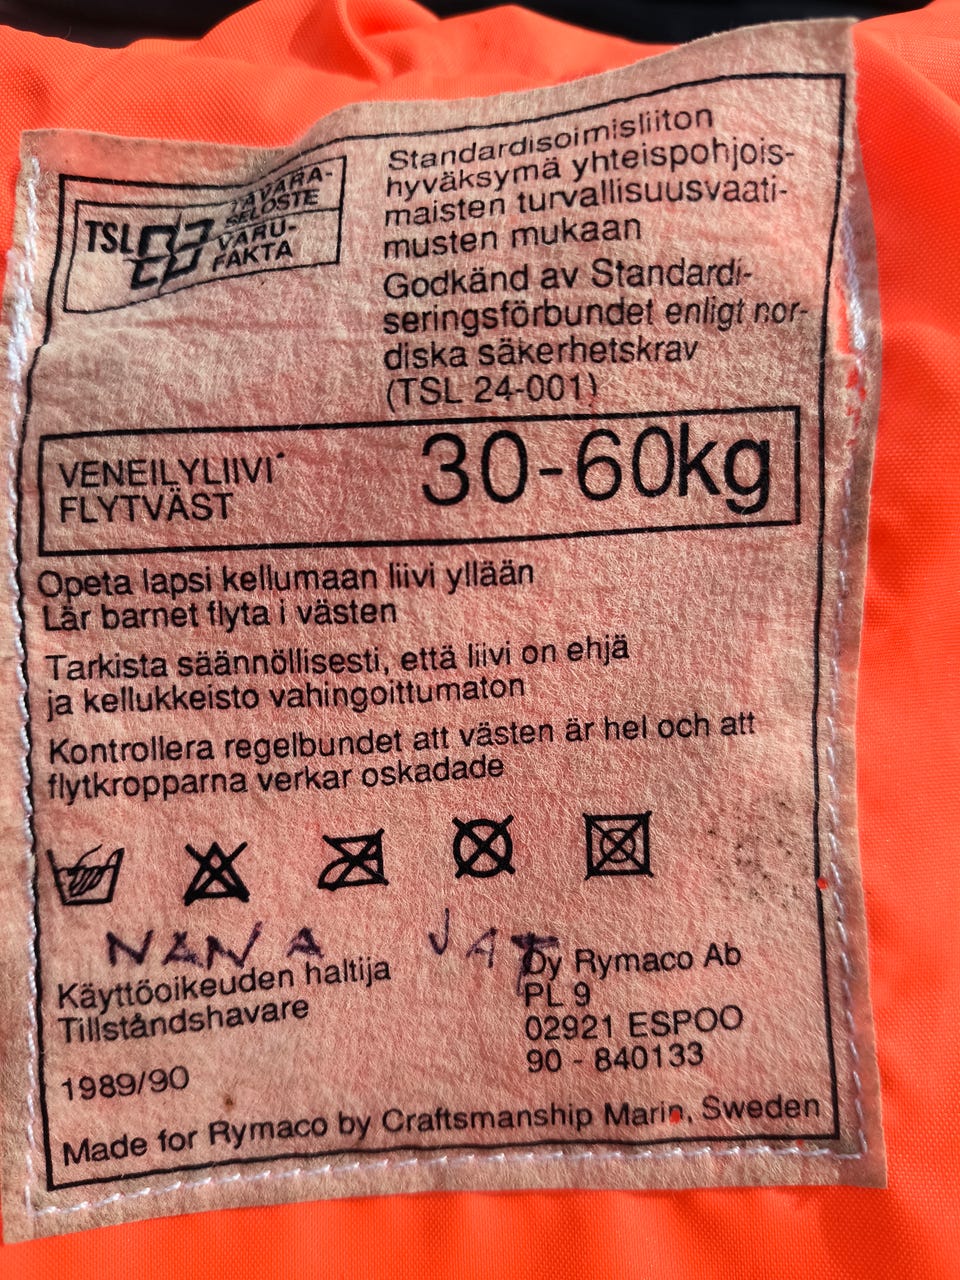 TSL
TAVARA-
SELOSTE
VARU-
FAKTA
Standardisoimisliiton
hyväksymä yhteispohjois-
maisten turvallisuusvaati-
musten mukaan
Godkänd av Standardi-
seringsförbundet enligt nor-
diska säkerhetskrav
(TSL 24-001)
VENEILYLIIVI
FLYTVÄST
30-60kg
Opeta lapsi kellumaan liivi yllään
Lär barnet flyta i västen
Tarkista säännöllisesti, että liivi on ehjä
ja kellukkeisto vahingoittumaton
Kontrollera regelbundet att västen är hel och att
flytkropparna verkar oskadade
Käyttöoikeuden haltija
Tillståndshavare
Oy Rymaco Ab
PL 9
02921 ESPOO
90 - 840133
1989/90
Made for Rymaco by Craftsmanship Marin, Sweden